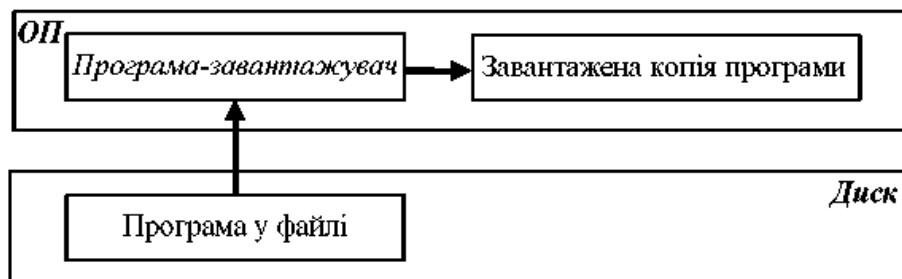 ОП
Програма-завантажувач
Завантажена копія програми
Диск
Програма у файлі